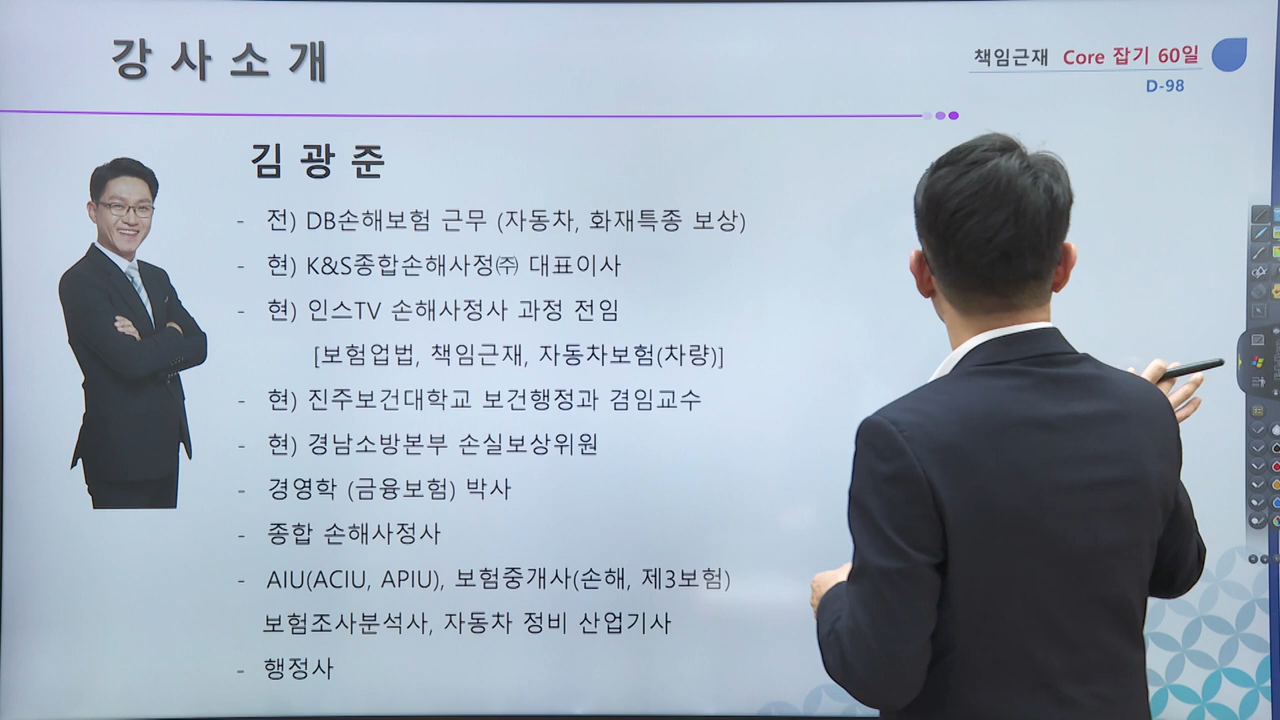 강 사 소 개
책임근재 Core 잡기 60일
D-98
김 광 준
- 전) DB손해보험 근무 (자동차, 화재특종 보상)
- 현) K&S종합손해사정㈜ 대표이사
- 현) 인스TV 손해사정사 과정 전임
[보험업법, 책임근재, 자동차보험(차량)]
- 현) 진주보건대학교 보건행정과 겸임교수
- 현) 경남소방본부 손실보상위원
- 경영학 (금융보험) 박사
- 종합 손해사정사
- AIU(ACIU, APIU), 보험중개사(손해, 제3보험)
보험조사분석사, 자동차 정비 산업기사
- 행정사